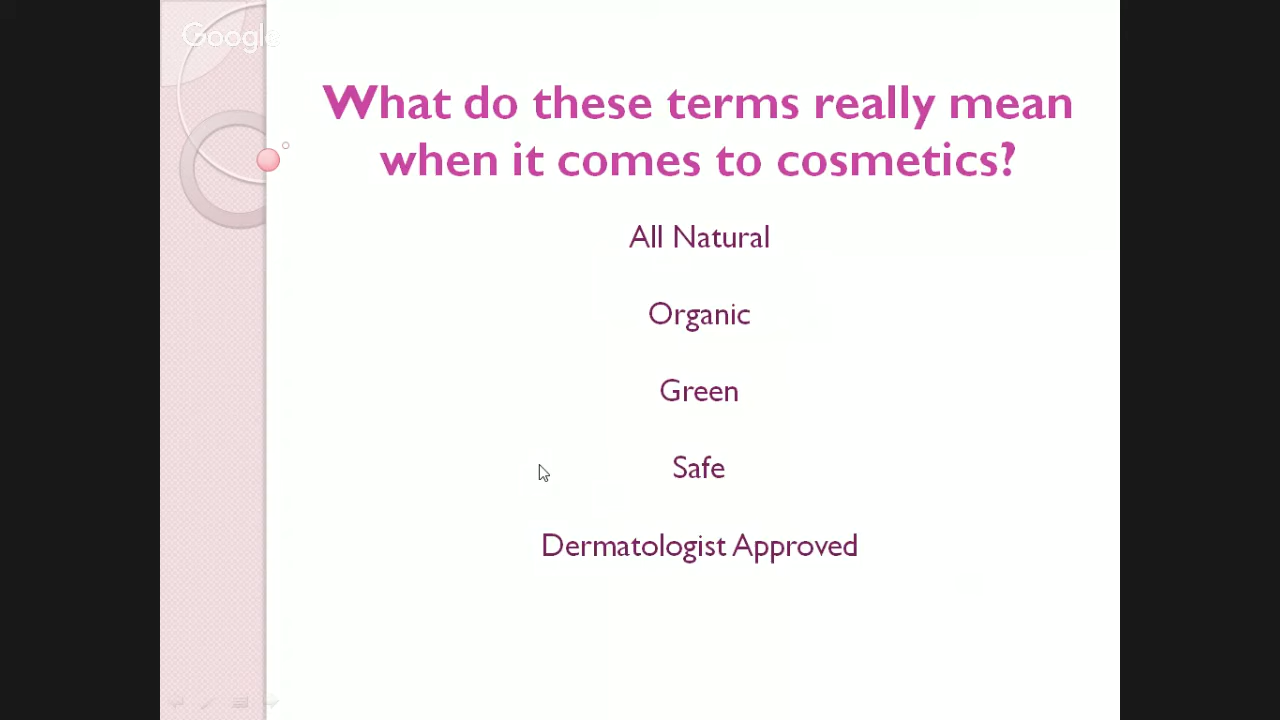 Google
What do these terms really mean
when it comes to cosmetics?
All Natural
Organic
Green
Safe
Dermatologist Approved